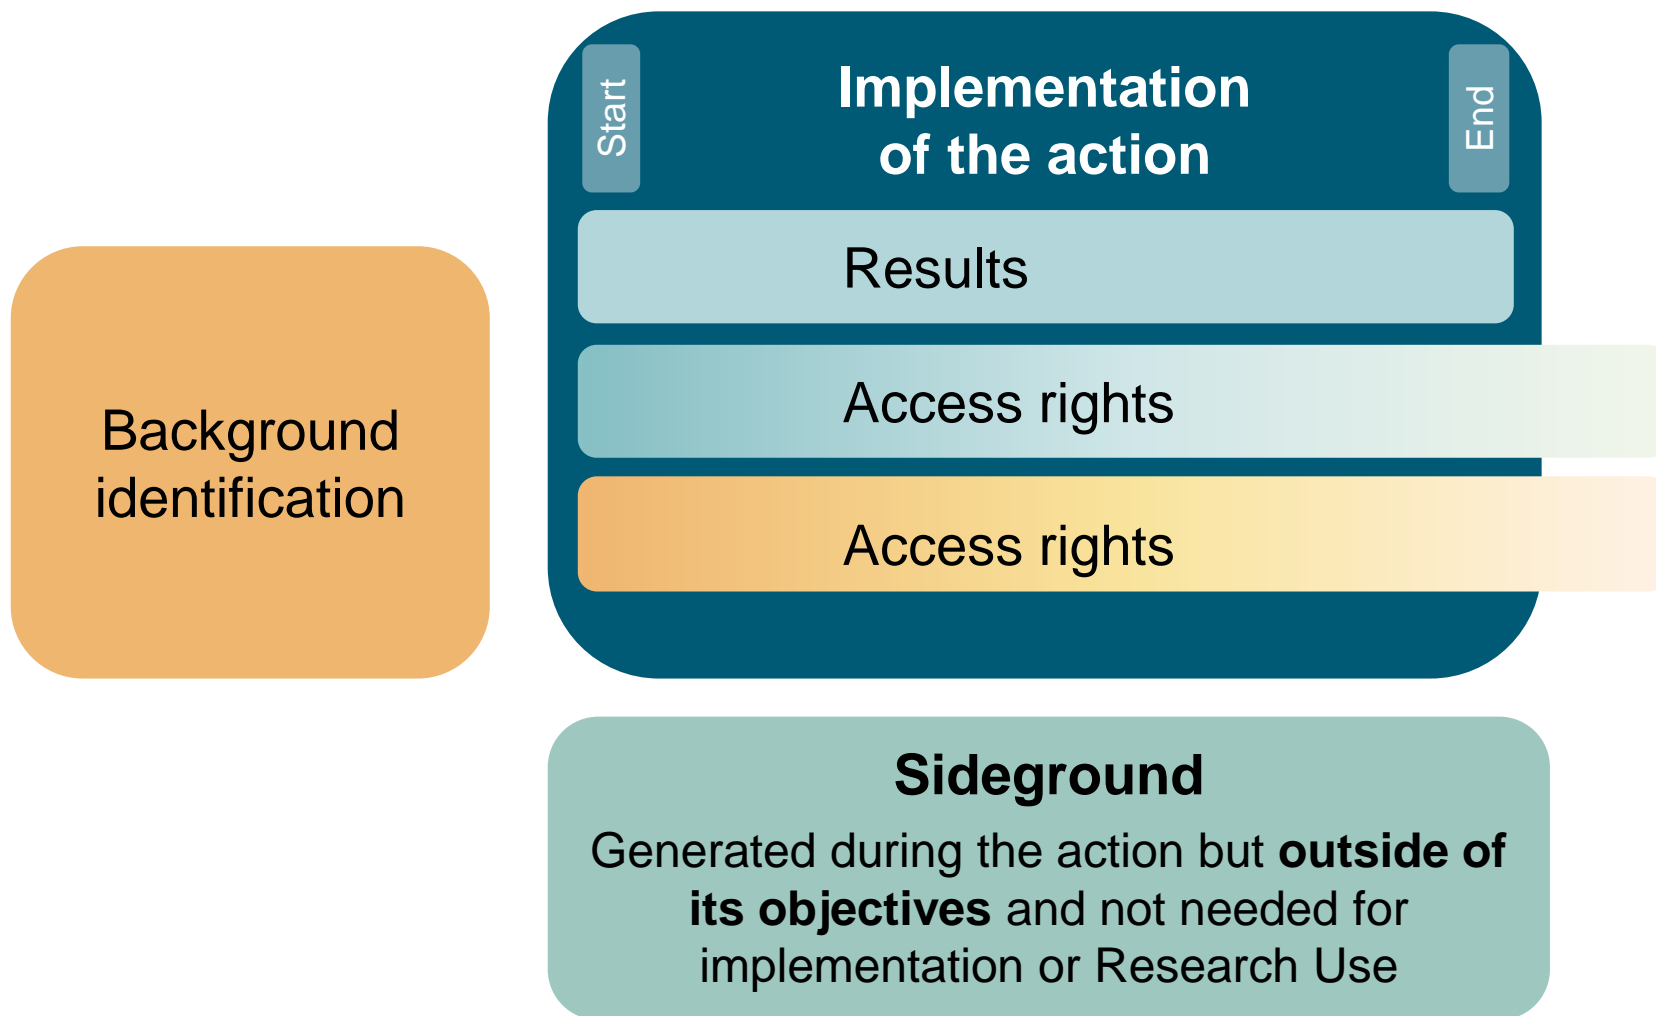 Start
Implementation
of the action
End
Results
Background
identification
Access rights
Access rights
Sideground
Generated during the action but outside of
its objectives and not needed for
implementation or Research Use